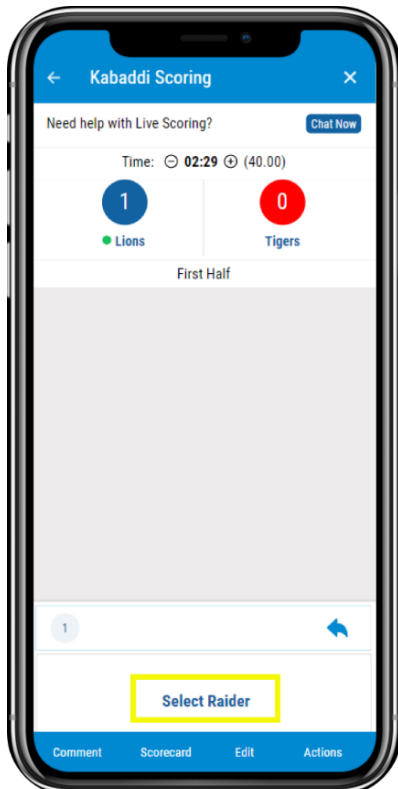 Kabaddi Scoring
Need help with Live Scoring? Chat Now
Time: 02:29 (40.00)
1 0
Lions Tigers
First Half
1
Select Raider
Comment Scorecard Edit Actions